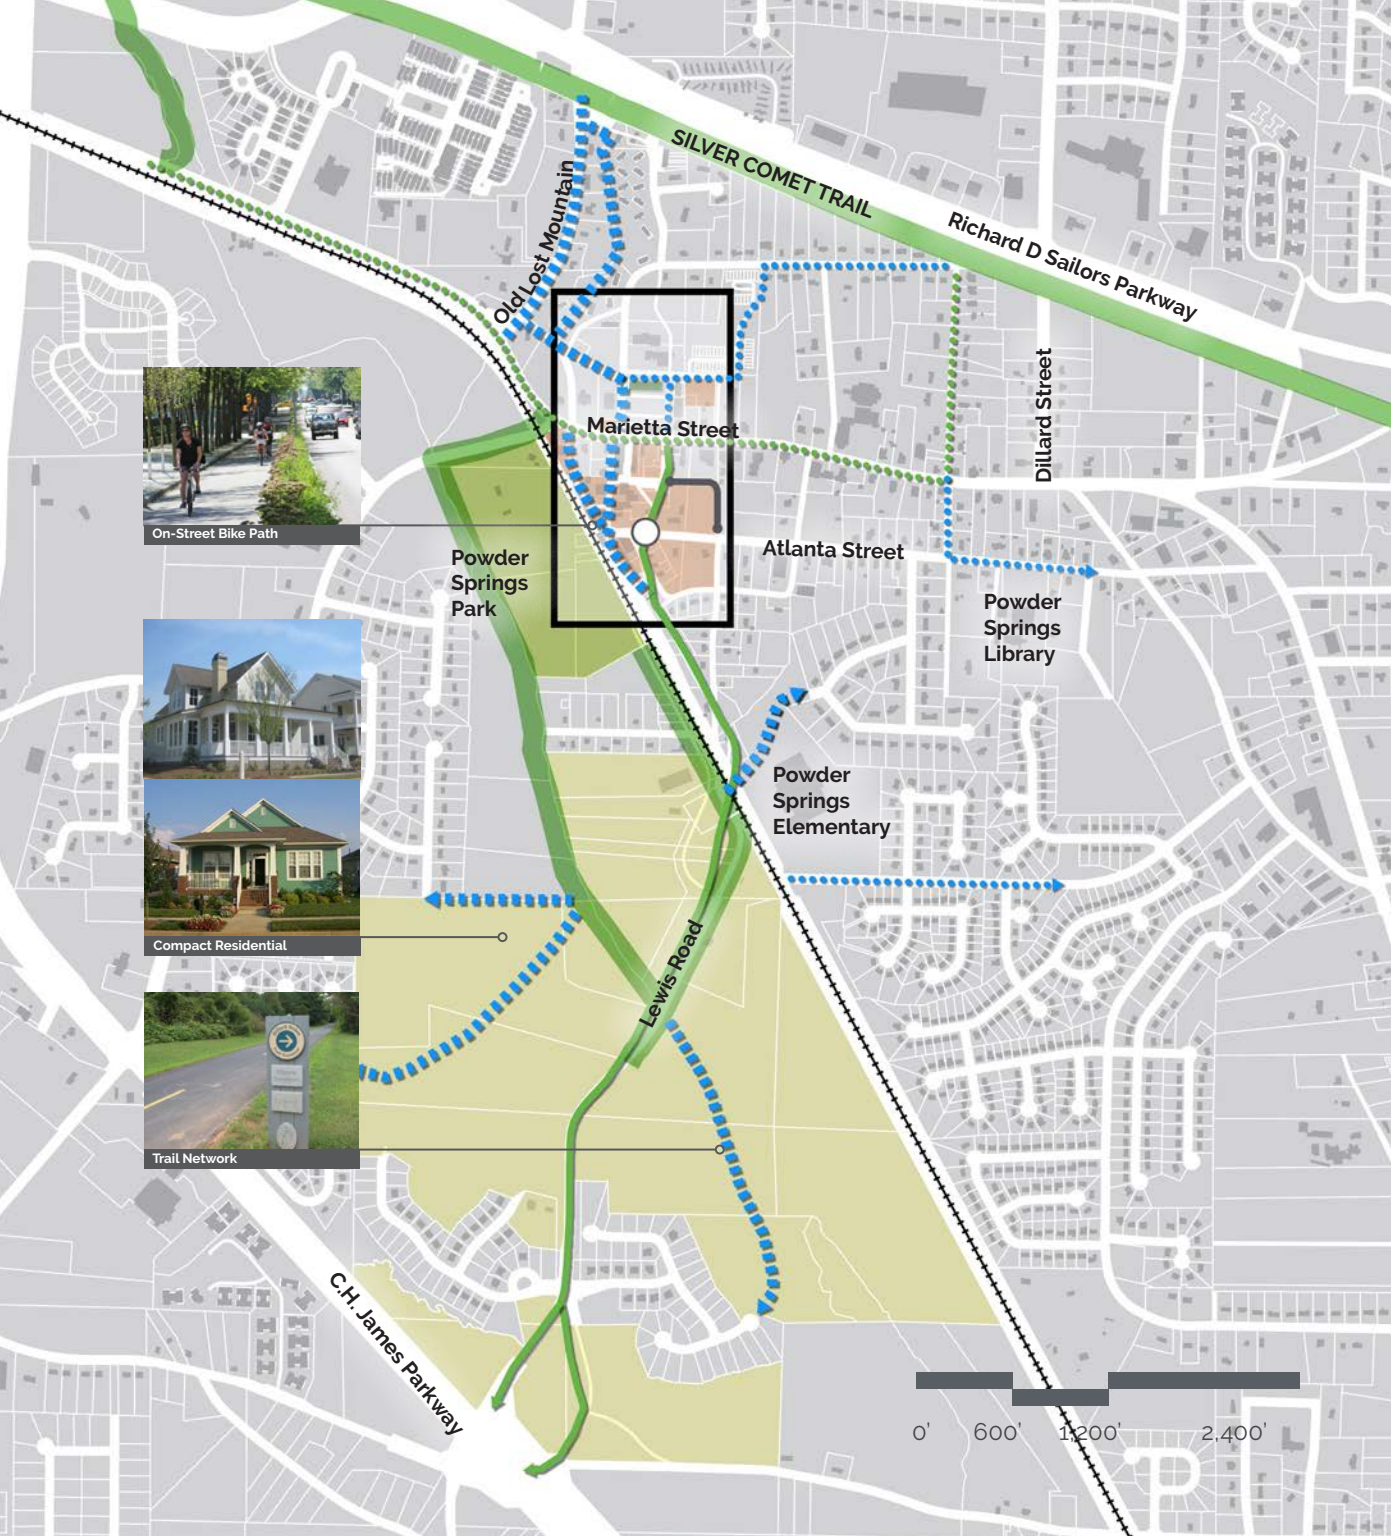 SILVER COMET TRAIL
Richard D Sailors Parkway
Old Lost Mountain
Dillard Street
Marietta Street
On-Street Bike Path
Atlanta Street
Powder
Springs
Park
Powder
Springs
Library
Powder
Springs
Elementary
Lewis Road
Compact Residential
Trail Network
C.H. James Parkway
0' 600' 1,200' 2,400'